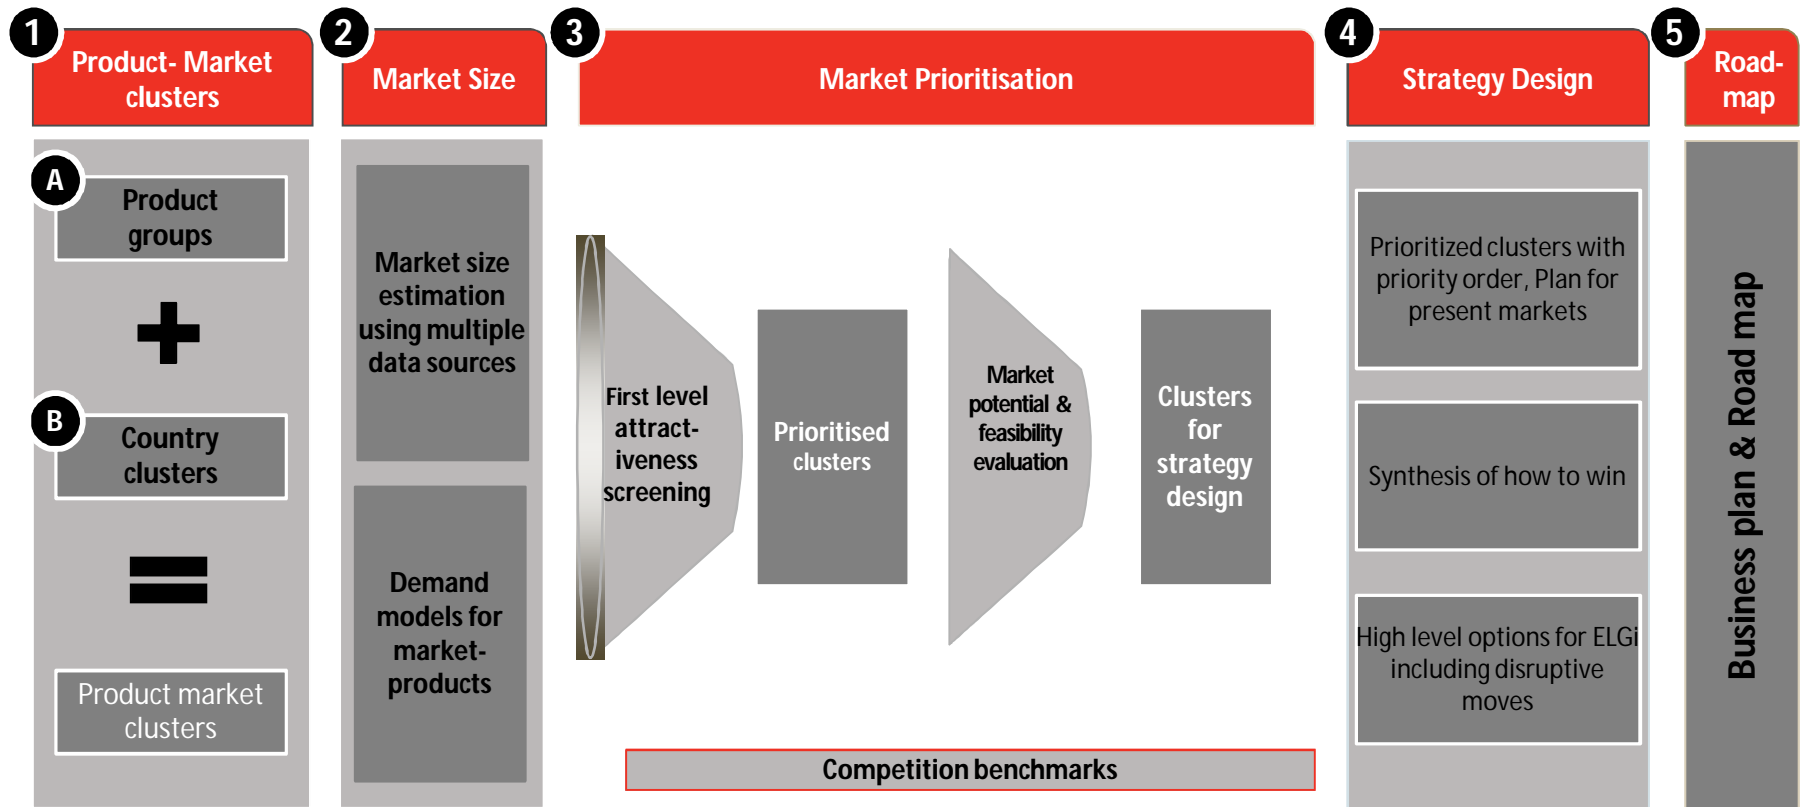 1
Product- Market
clusters
A
Product
groups
B
Country
clusters
Product market
clusters
2
Market Size
Market size
estimation
using multiple
data sources
Demand
models for
market-
products
3
Market Prioritisation
First level
attract-
iveness
screening
Prioritised
clusters
Market
potential &
feasibility
evaluation
Clusters
for
strategy
design
Competition benchmarks
4
Strategy Design
Prioritized clusters with
priority order, Plan for
present markets
Synthesis of how to win
High level options for ELGi
including disruptive
moves
5
Road-
map
Business plan & Road map